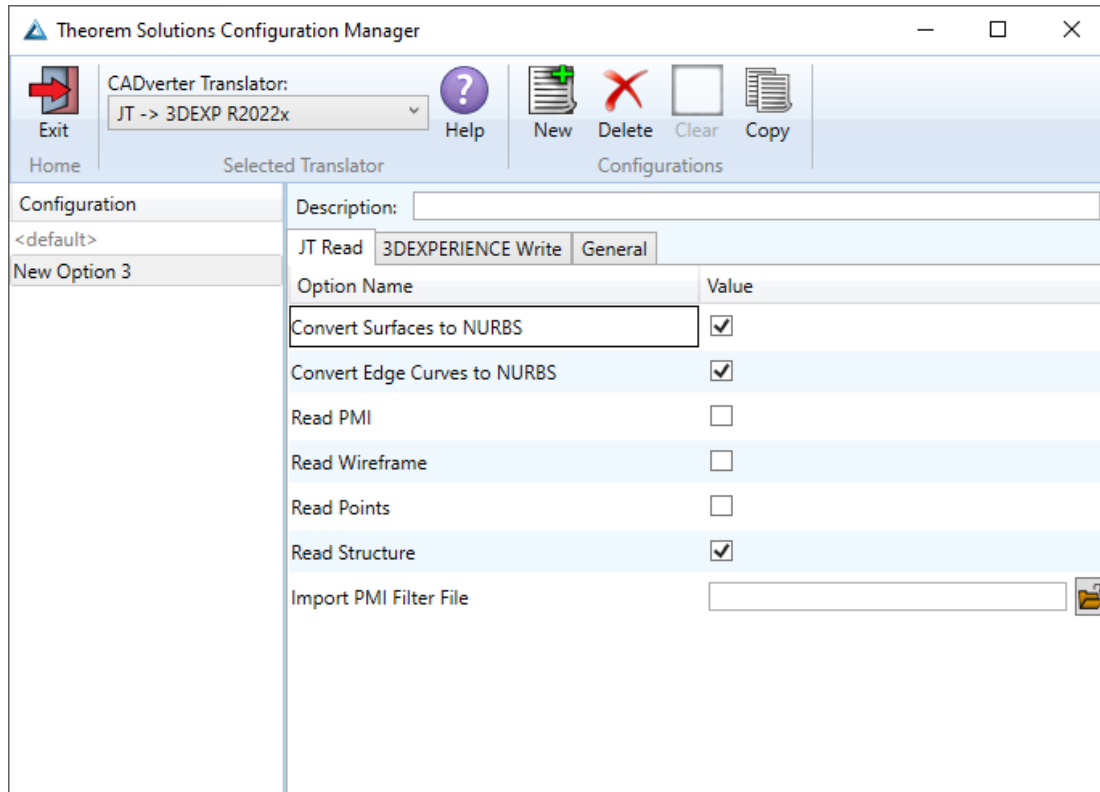 Theorem Solutions Configuration Manager
CADverter Translator:
JT -> 3DEXP R2022x
Exit
Help
New
Delete
Clear
Copy
Home
Selected Translator
Configurations
Configuration
Description:
<default>
New Option 3
JT Read
3DEXPERIENCE Write
General
Option Name
Value
Convert Surfaces to NURBS
Convert Edge Curves to NURBS
Read PMI
Read Wireframe
Read Points
Read Structure
Import PMI Filter File